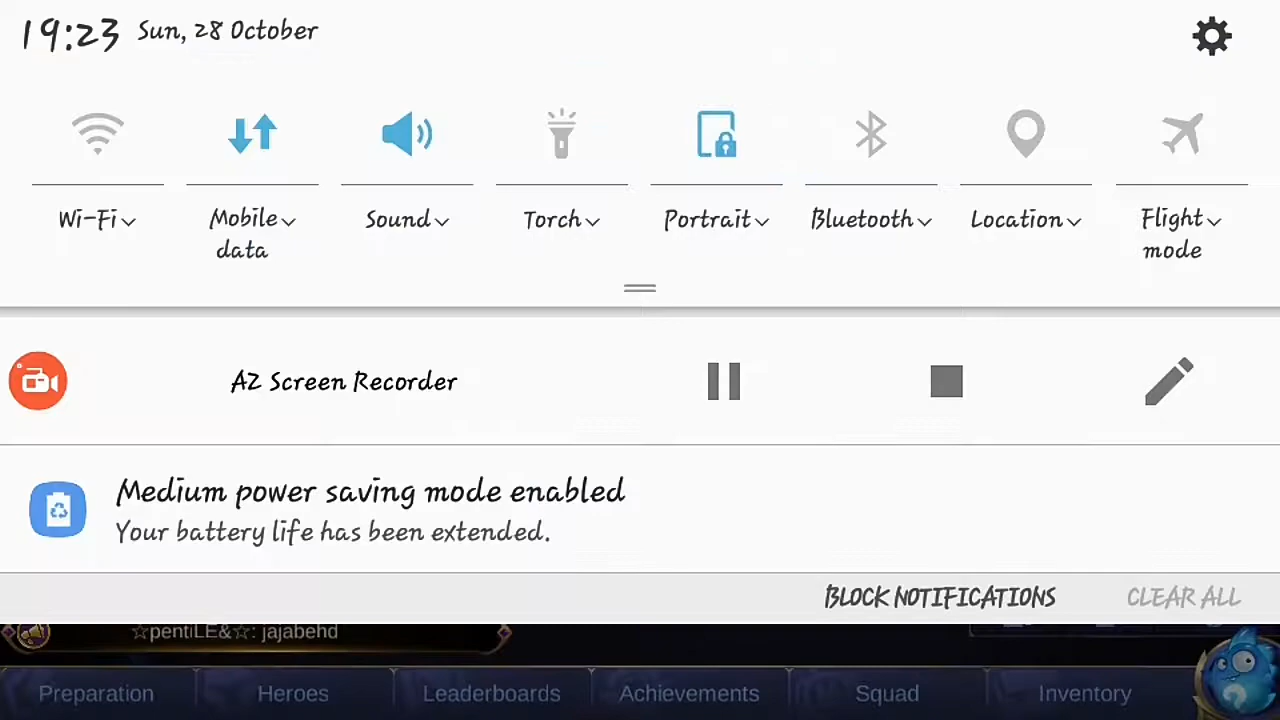 19:23 Sun, 28 October
Wi-Fi Mobile data Sound Torch Portrait Bluetooth Location Flight mode
AZ Screen Recorder
Medium power saving mode enabled
Your battery life has been extended.
BLOCK NOTIFICATIONS CLEAR ALL
☆pentiLE&☆: jajabehd
Preparation Heroes Leaderboards Achievements Squad Inventory